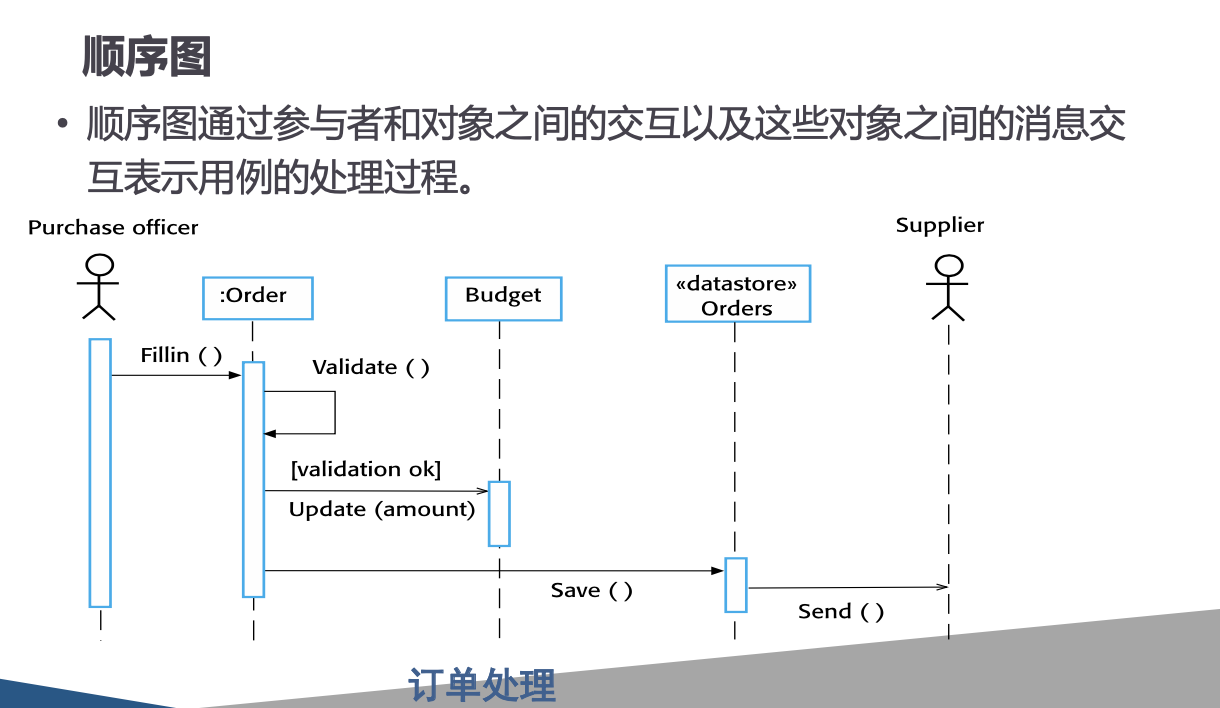 顺序图
• 顺序图通过参与者和对象之间的交互以及这些对象之间的消息交
互表示用例的处理过程。
Purchase officer
Supplier
:Order
Budget
«datastore»
Orders
Fillin ( )
Validate ( )
[validation ok]
Update (amount)
Save ( )
Send ( )
订单处理